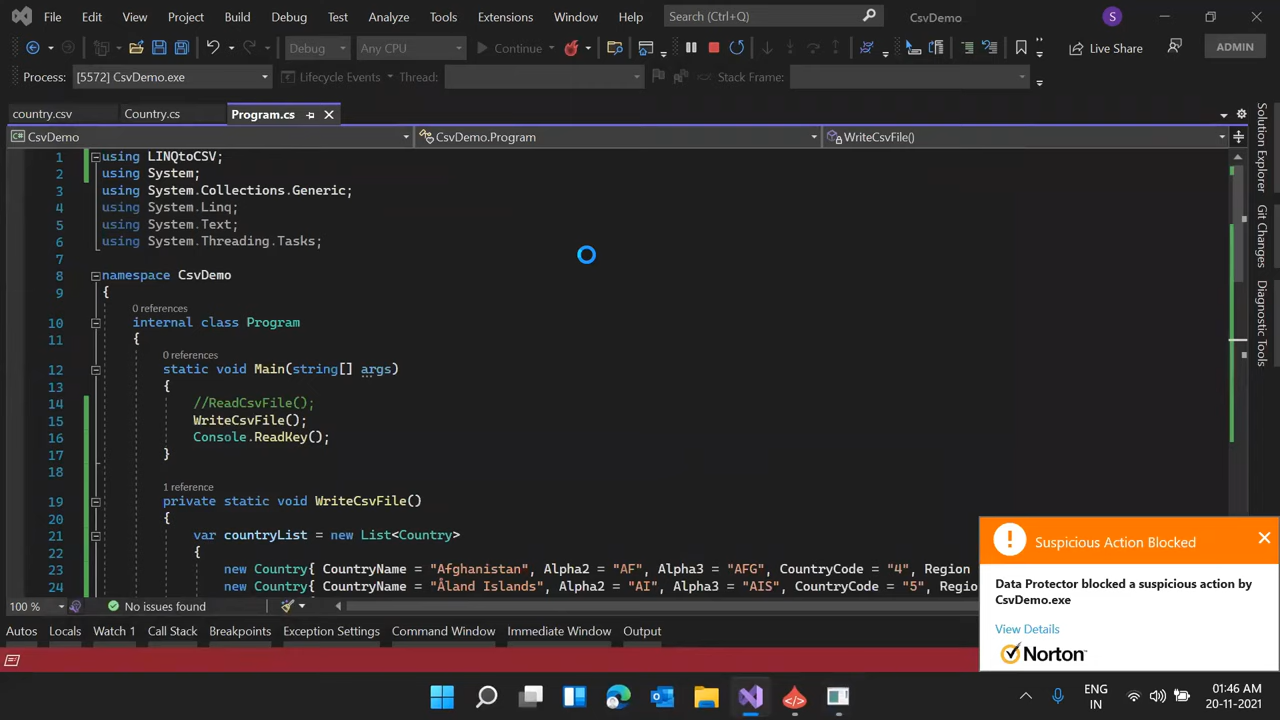 File Edit View Project Build Debug Test Analyze Tools Extensions Window Help Search (Ctrl+Q) CsvDemo S
Debug Any CPU Continue Live Share ADMIN
Process: [5572] CsvDemo.exe Lifecycle Events Thread: Stack Frame:
country.csv Country.cs Program.cs
CsvDemo CsvDemo.Program WriteCsvFile()
1 using LINQtoCSV;
2 using System;
3 using System.Collections.Generic;
4 using System.Linq;
5 using System.Text;
6 using System.Threading.Tasks;
7
8 namespace CsvDemo
9 {
0 references
10 internal class Program
11 {
0 references
12 static void Main(string[] args)
13 {
14 //ReadCsvFile();
15 WriteCsvFile();
16 Console.ReadKey();
17 }
18
1 reference
19 private static void WriteCsvFile()
20 {
21 var countryList = new List<Country>
22 {
23 new Country{ CountryName = "Afghanistan", Alpha2 = "AF", Alpha3 = "AFG", CountryCode = "4", Region
24 new Country{ CountryName = "Åland Islands", Alpha2 = "AI", Alpha3 = "AIS", CountryCode = "5", Regio
Solution Explorer
Git Changes
Diagnostic Tools
Suspicious Action Blocked
Data Protector blocked a suspicious action by
CsvDemo.exe
View Details
Norton
100 % No issues found
Autos Locals Watch 1 Call Stack Breakpoints Exception Settings Command Window Immediate Window Output
ENG
IN
01:46 AM
20-11-2021